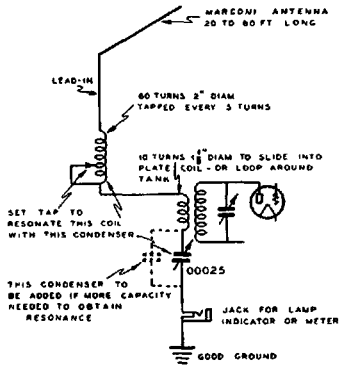 MARCONI ANTENNA
20 TO 60 FT LONG
LEAD-IN
60 TURNS 2" DIAM
TAPPED EVERY 5 TURNS
10 TURNS DIAM TO SLIDE INTO
PLATE COIL - OR LOOP AROUND
TANK
SET TAP TO
RESONATE THIS COIL
WITH THIS CONDENSER
THIS CONDENSER TO
BE ADDED IF MORE CAPACITY
NEEDED TO OBTAIN
RESONANCE
.00025
JACK FOR LAMP
INDICATOR OR METER
GOOD GROUND